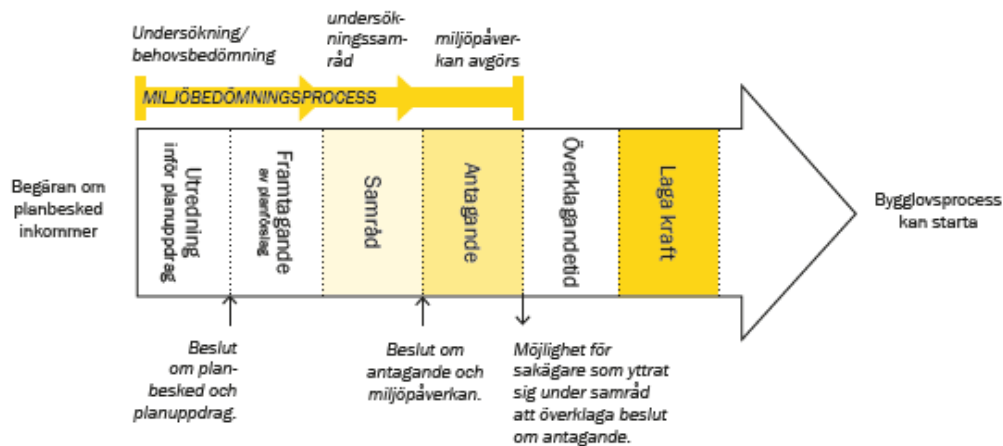 Undersökning/
behovsbedömning
undersök-
ningssam-
råd
miljöpåver-
kan avgörs
MILJÖBEDÖMNINGSPROCESS
Begäran om
planbesked
inkommer
Utredning
inför planuppdrag
Framtagande
av planförslag
Samråd
Antagande
Överklagandetid
Laga kraft
Bygglovsprocess
kan starta
Beslut
om plan-
besked och
planuppdrag.
Beslut om
antagande och
miljöpåverkan.
Möjlighet för
sakägare som yttrat
sig under samråd
att överklaga beslut
om antagande.